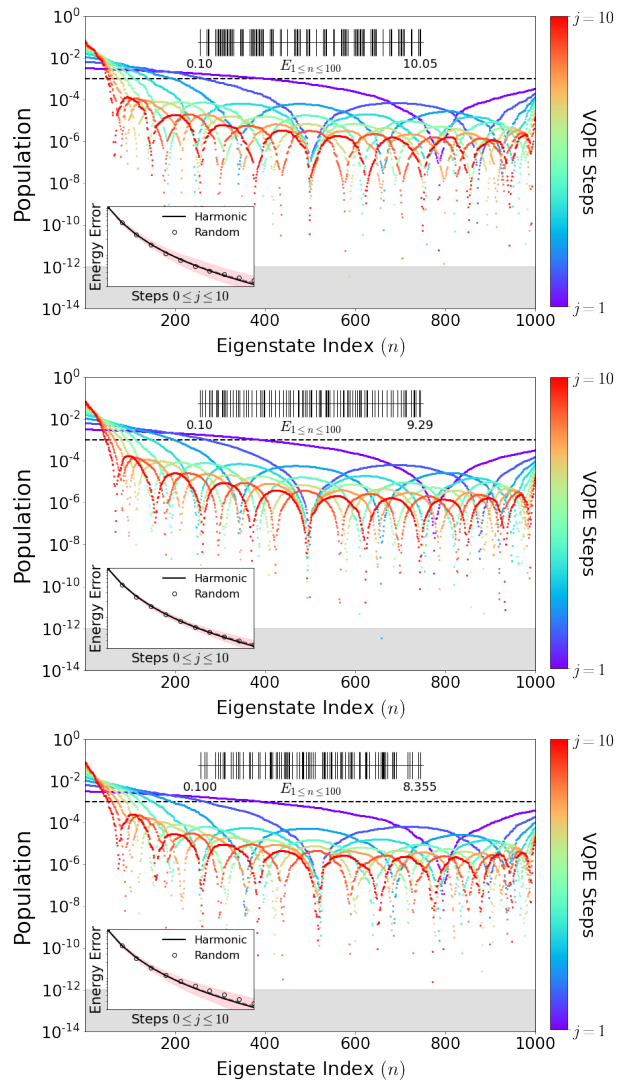 10^0
10^-2
10^-4
10^-6
10^-8
10^-10
10^-12
10^-14
Population
0.10
E_{1≤n≤100}
10.05
Energy Error
Harmonic
Random
Steps 0 ≤ j ≤ 10
200
400
600
800
1000
Eigenstate Index (n)
j = 10
VQPE Steps
j = 1
10^0
10^-2
10^-4
10^-6
10^-8
10^-10
10^-12
10^-14
Population
0.10
E_{1≤n≤100}
9.29
Energy Error
Harmonic
Random
Steps 0 ≤ j ≤ 10
200
400
600
800
1000
Eigenstate Index (n)
j = 10
VQPE Steps
j = 1
10^0
10^-2
10^-4
10^-6
10^-8
10^-10
10^-12
10^-14
Population
0.100
E_{1≤n≤100}
8.355
Energy Error
Harmonic
Random
Steps 0 ≤ j ≤ 10
200
400
600
800
1000
Eigenstate Index (n)
j = 10
VQPE Steps
j = 1